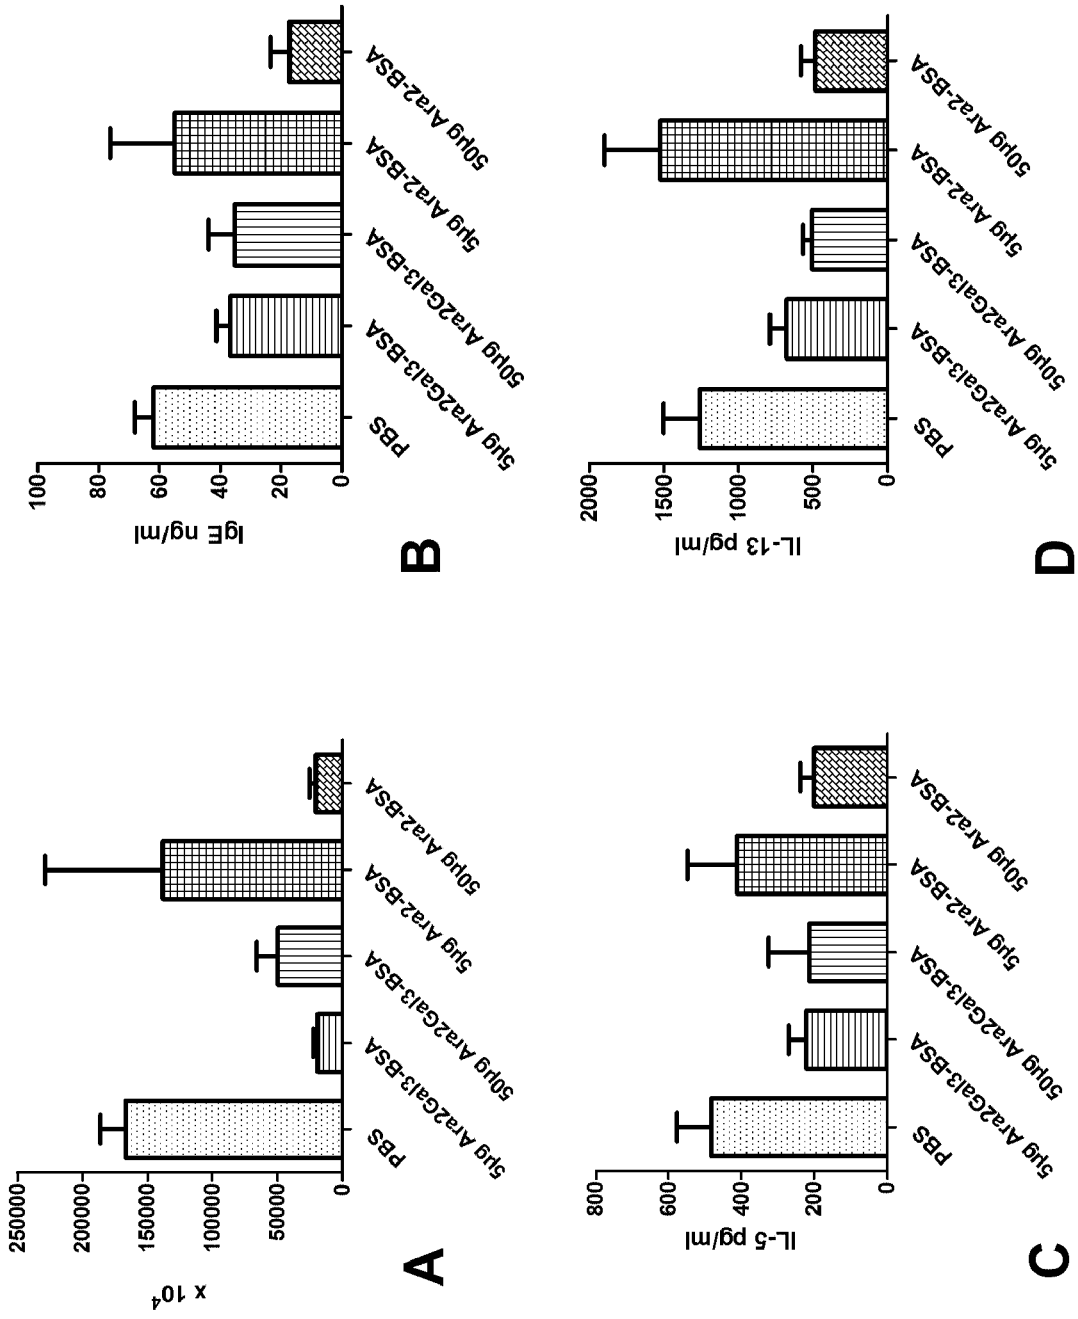 A
x 10⁴
250000
200000
150000
100000
50000
0
PBS
5µg Ara2Gal3-BSA
50µg Ara2Gal3-BSA
5µg Ara2-BSA
50µg Ara2-BSA
B
IgE ng/ml
100
80
60
40
20
0
PBS
5µg Ara2Gal3-BSA
50µg Ara2Gal3-BSA
5µg Ara2-BSA
50µg Ara2-BSA
C
IL-5 pg/ml
800
600
400
200
0
PBS
5µg Ara2Gal3-BSA
50µg Ara2Gal3-BSA
5µg Ara2-BSA
50µg Ara2-BSA
D
IL-13 pg/ml
2000
1500
1000
500
0
PBS
5µg Ara2Gal3-BSA
50µg Ara2Gal3-BSA
5µg Ara2-BSA
50µg Ara2-BSA